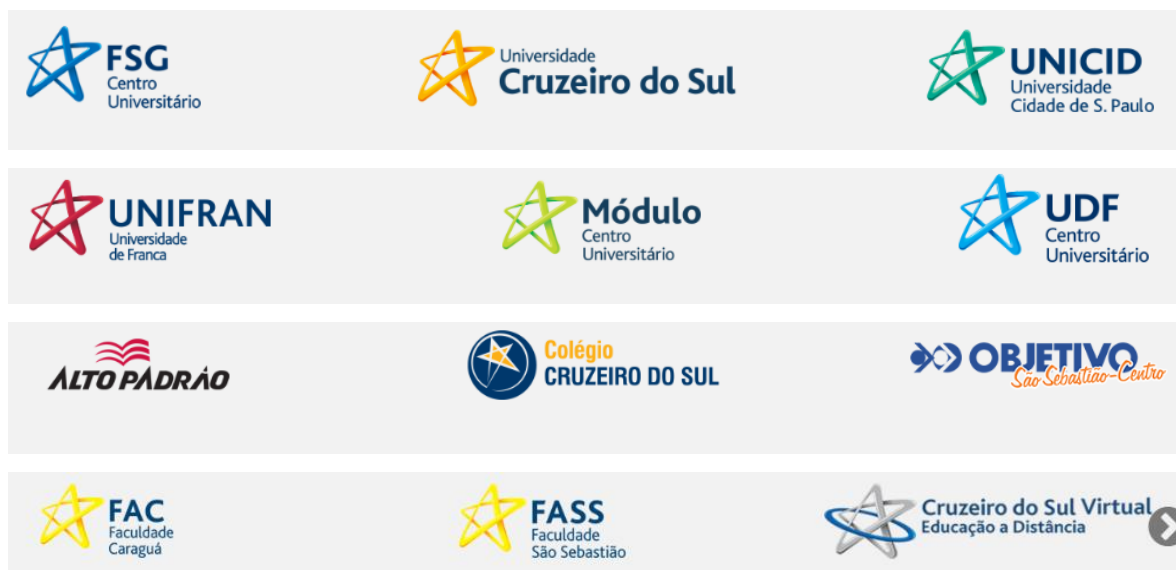 FSG
Centro
Universitário
Universidade
Cruzeiro do Sul
UNICID
Universidade
Cidade de S. Paulo
UNIFRAN
Universidade
de Franca
Módulo
Centro
Universitário
UDF
Centro
Universitário
ALTO PADRÃO
Colégio
CRUZEIRO DO SUL
OBJETIVO
São Sebastião-Centro
FAC
Faculdade
Caraguá
FASS
Faculdade
São Sebastião
Cruzeiro do Sul Virtual
Educação a Distância